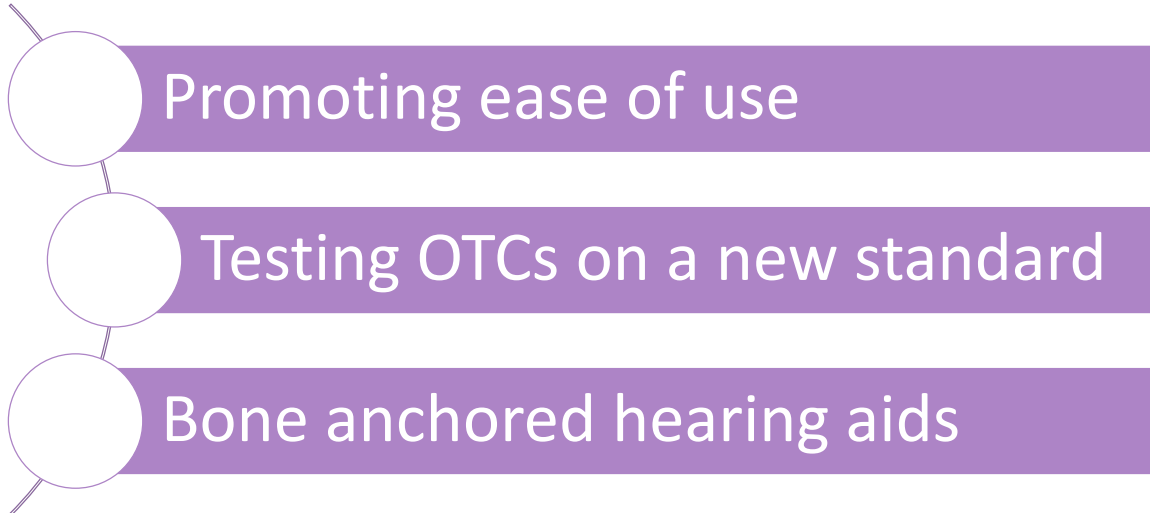 Promoting ease of use
Testing OTCs on a new standard
Bone anchored hearing aids